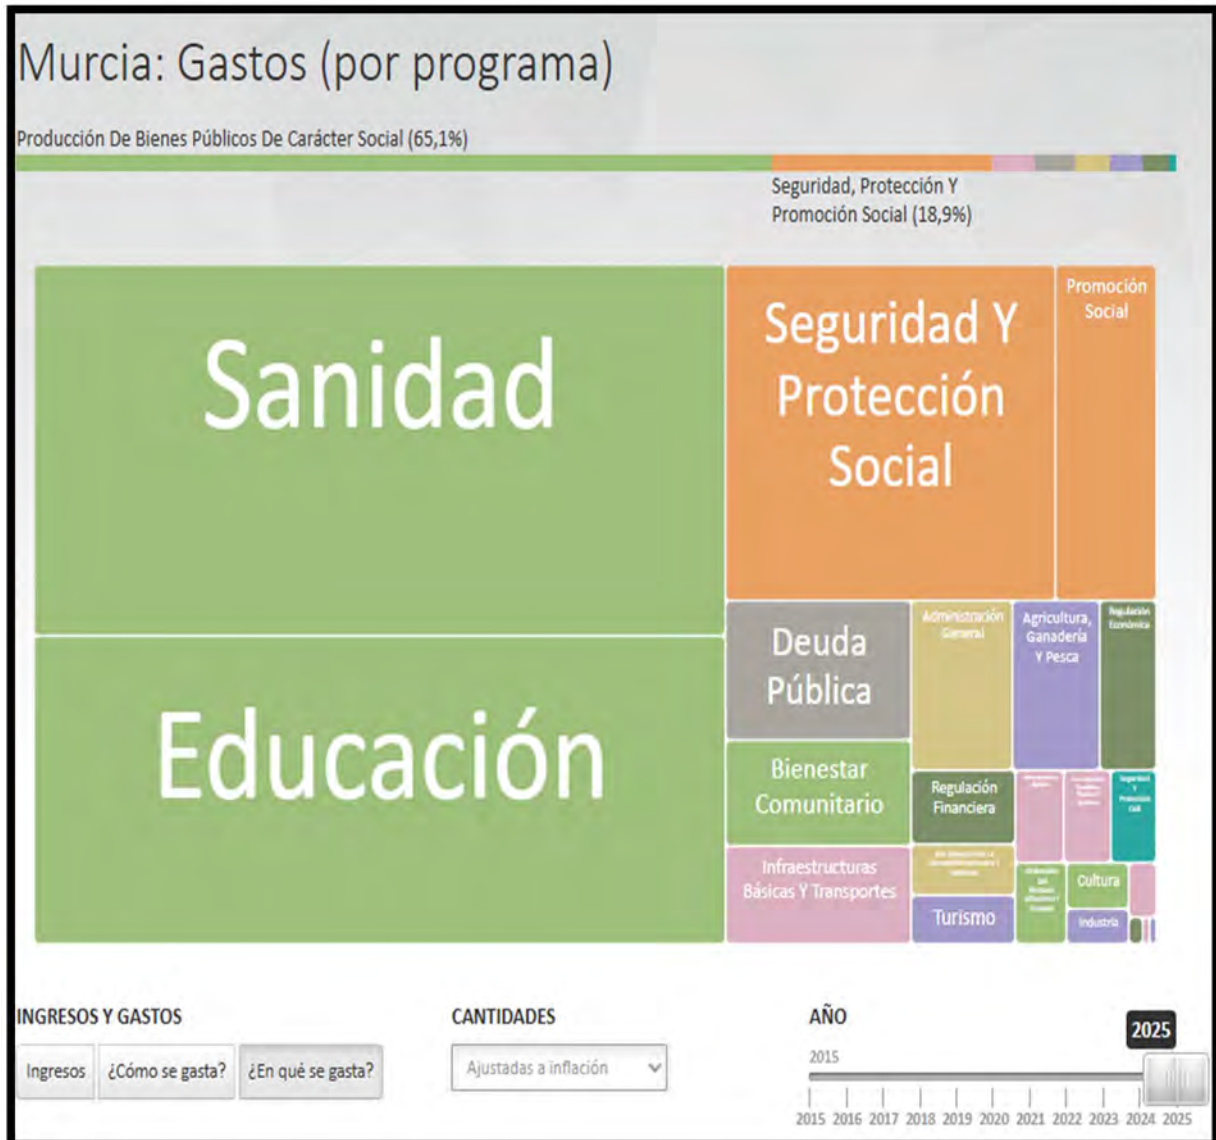 Murcia: Gastos (por programa)
Producción De Bienes Públicos De Carácter Social (65,1%)
Seguridad, Protección Y
Promoción Social (18,9%)
Sanidad
Seguridad Y
Protección
Social
Promoción
Social
Educación
Deuda
Pública
Administración
General
Agricultura,
Ganadería
Y Pesca
Regulación
Económica
Bienestar
Comunitario
Regulación
Financiera
Seguridad
Y
Protección
Civil
Infraestructuras
Básicas Y Transportes
Turismo
Cultura
Industria
INGRESOS Y GASTOS
CANTIDADES
AÑO
2025
Ingresos
¿Cómo se gasta?
¿En qué se gasta?
Ajustadas a inflación
2015
2015 2016 2017 2018 2019 2020 2021 2022 2023 2024 2025